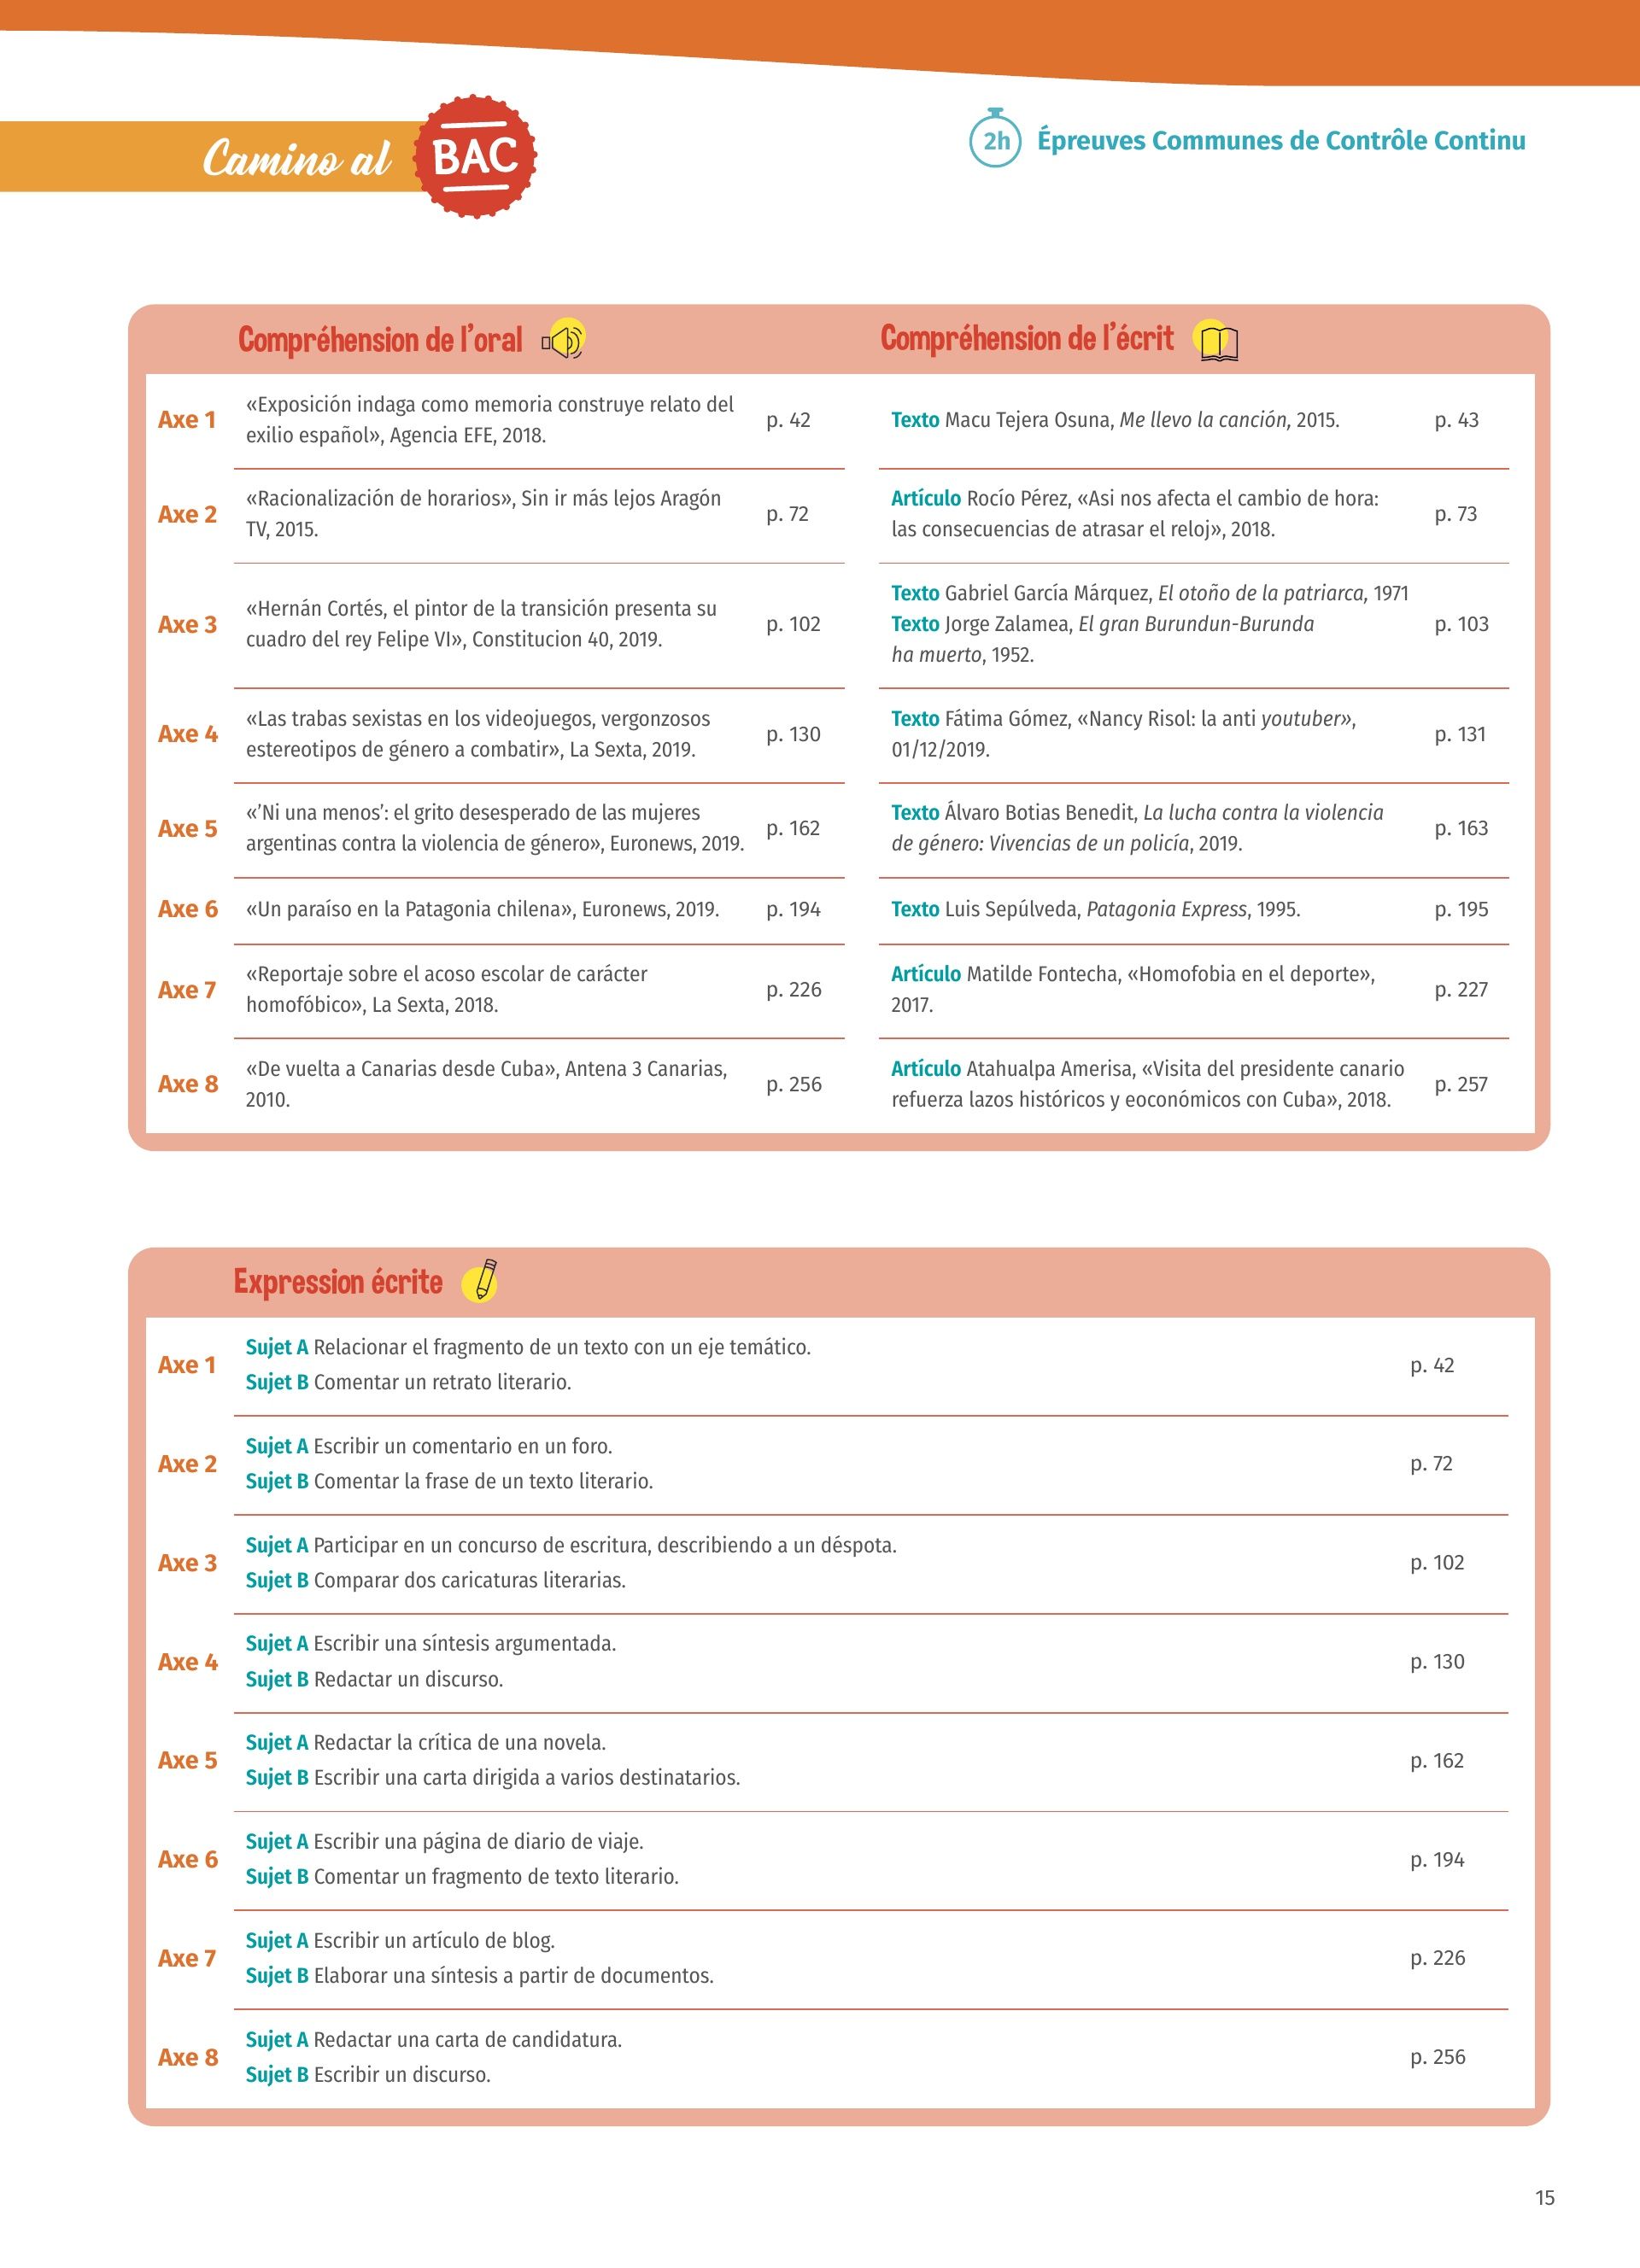 Camino al BAC
2h Épreuves Communes de Contrôle Continu
Compréhension de l'oral
Compréhension de l'écrit
Axe 1
«Exposición indaga como memoria construye relato del
exilio español», Agencia EFE, 2018.
p. 42
Texto Macu Tejera Osuna, Me llevo la canción, 2015.
p. 43
Axe 2
«Racionalización de horarios», Sin ir más lejos Aragón
TV, 2015.
p. 72
Artículo Rocío Pérez, «Asi nos afecta el cambio de hora:
las consecuencias de atrasar el reloj», 2018.
p. 73
Axe 3
«Hernán Cortés, el pintor de la transición presenta su
cuadro del rey Felipe VI», Constitucion 40, 2019.
p. 102
Texto Gabriel García Márquez, El otoño de la patriarca, 1971
Texto Jorge Zalamea, El gran Burundun-Burunda
ha muerto, 1952.
p. 103
Axe 4
«Las trabas sexistas en los videojuegos, vergonzosos
estereotipos de género a combatir», La Sexta, 2019.
p. 130
Texto Fátima Gómez, «Nancy Risol: la anti youtuber»,
01/12/2019.
p. 131
Axe 5
«'Ni una menos': el grito desesperado de las mujeres
argentinas contra la violencia de género», Euronews, 2019.
p. 162
Texto Álvaro Botias Benedit, La lucha contra la violencia
de género: Vivencias de un policía, 2019.
p. 163
Axe 6
«Un paraíso en la Patagonia chilena», Euronews, 2019.
p. 194
Texto Luis Sepúlveda, Patagonia Express, 1995.
p. 195
Axe 7
«Reportaje sobre el acoso escolar de carácter
homofóbico», La Sexta, 2018.
p. 226
Artículo Matilde Fontecha, «Homofobia en el deporte»,
2017.
p. 227
Axe 8
«De vuelta a Canarias desde Cuba», Antena 3 Canarias,
2010.
p. 256
Artículo Atahualpa Amerisa, «Visita del presidente canario
refuerza lazos históricos y eoconómicos con Cuba», 2018.
p. 257
Expression écrite
Axe 1
Sujet A Relacionar el fragmento de un texto con un eje temático.
Sujet B Comentar un retrato literario.
p. 42
Axe 2
Sujet A Escribir un comentario en un foro.
Sujet B Comentar la frase de un texto literario.
p. 72
Axe 3
Sujet A Participar en un concurso de escritura, describiendo a un déspota.
Sujet B Comparar dos caricaturas literarias.
p. 102
Axe 4
Sujet A Escribir una síntesis argumentada.
Sujet B Redactar un discurso.
p. 130
Axe 5
Sujet A Redactar la crítica de una novela.
Sujet B Escribir una carta dirigida a varios destinatarios.
p. 162
Axe 6
Sujet A Escribir una página de diario de viaje.
Sujet B Comentar un fragmento de texto literario.
p. 194
Axe 7
Sujet A Escribir un artículo de blog.
Sujet B Elaborar una síntesis a partir de documentos.
p. 226
Axe 8
Sujet A Redactar una carta de candidatura.
Sujet B Escribir un discurso.
p. 256
15